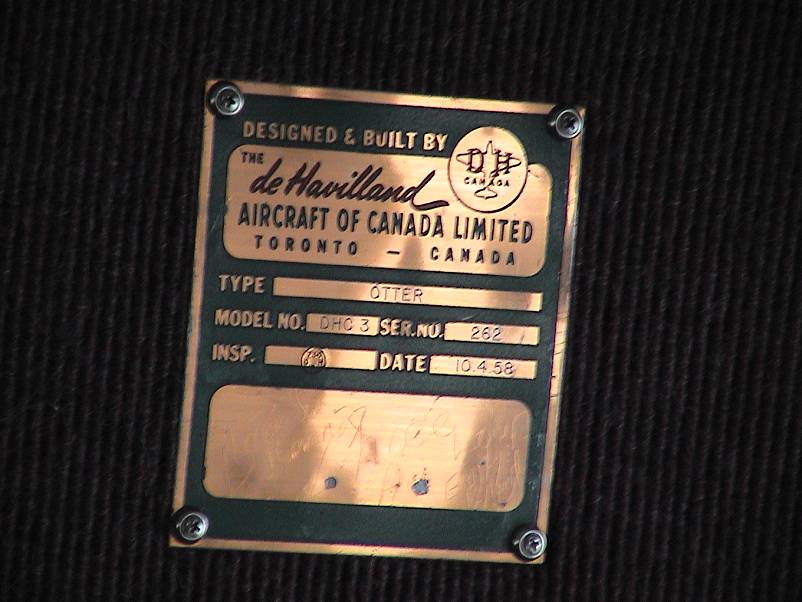 DESIGNED & BUILT BY
DH
CANADA
THE
de Havilland
AIRCRAFT OF CANADA LIMITED
TORONTO — CANADA
TYPE OTTER
MODEL NO. DHC 3 SER.NO. 262
INSP. DATE 10.4.58